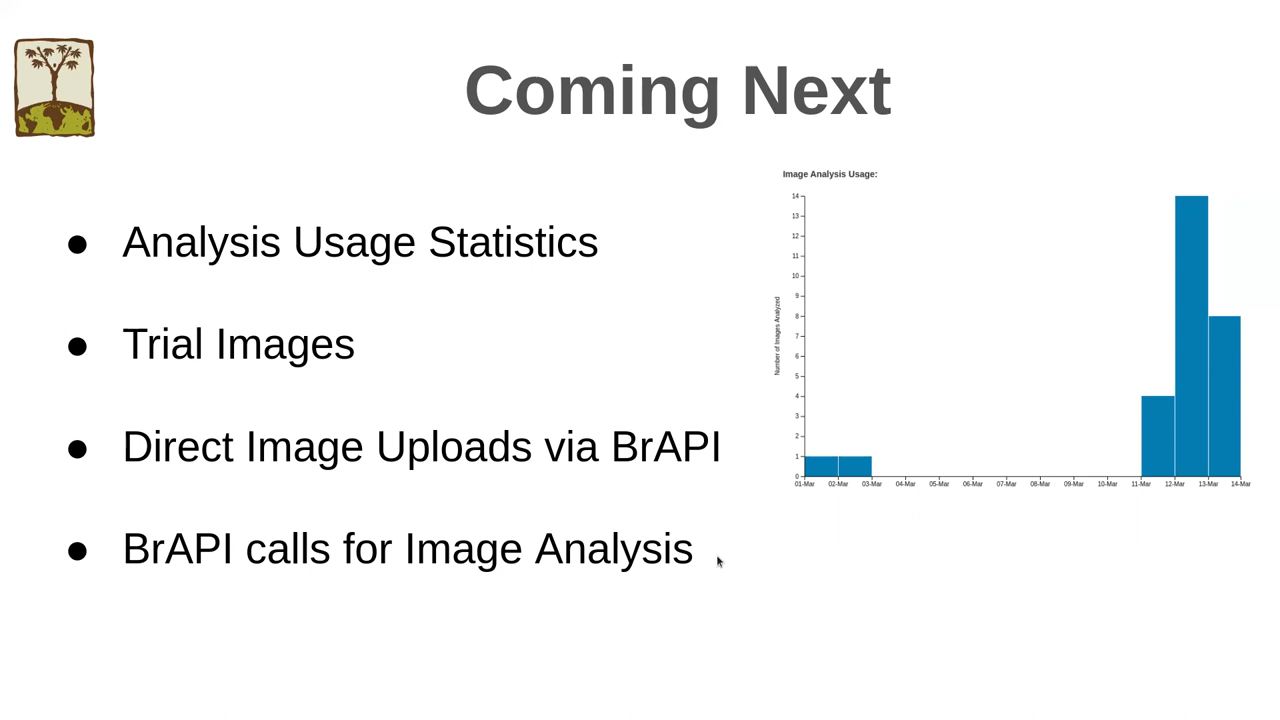 Coming Next
● Analysis Usage Statistics
● Trial Images
● Direct Image Uploads via BrAPI
● BrAPI calls for Image Analysis
Image Analysis Usage:
Number of Images Analyzed
14
13
12
11
10
9
8
7
6
5
4
3
2
1
0
01-Mar 02-Mar 03-Mar 04-Mar 05-Mar 06-Mar 07-Mar 08-Mar 09-Mar 10-Mar 11-Mar 12-Mar 13-Mar 14-Mar